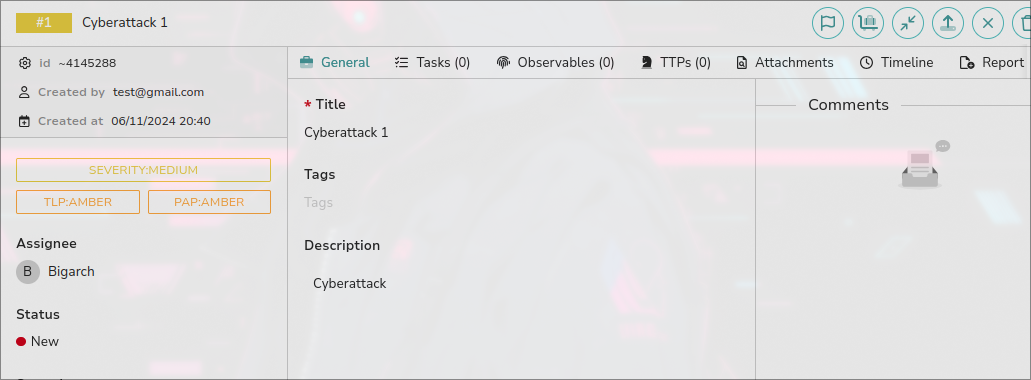 #1 Cyberattack 1
id ~4145288
Created by test@gmail.com
Created at 06/11/2024 20:40
SEVERITY:MEDIUM
TLP:AMBER PAP:AMBER
Assignee
B Bigarch
Status
New
General Tasks (0) Observables (0) TTPs (0) Attachments Timeline Report
* Title
Cyberattack 1
Tags
Tags
Description
Cyberattack
Comments